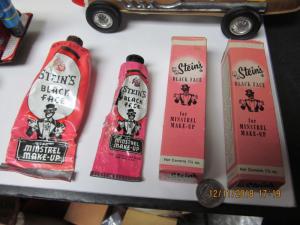 STEIN'S
BLACK
FACE
MINSTREL
MAKE-UP
STEIN'S
BLACK
FACE
MINSTREL
MAKE-UP
Stein's
BLACK FACE
for
MINSTREL
MAKE-UP
Stein's
BLACK FACE
for
MINSTREL
MAKE-UP
12/11/2018 17:49